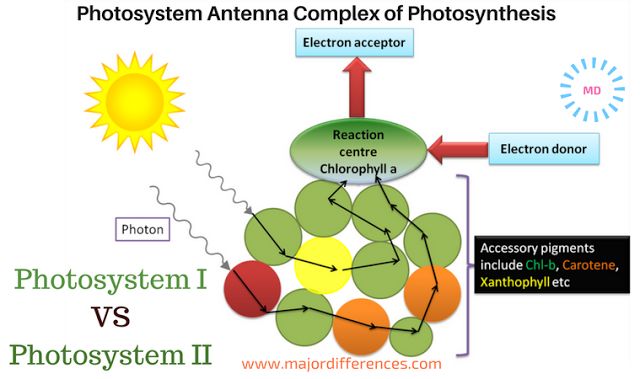 Photosystem Antenna Complex of Photosynthesis
Electron acceptor
MD
Reaction
centre
Chlorophyll a
Electron donor
Photon
Accessory pigments
include Chl-b, Carotene,
Xanthophyll etc
Photosystem I
VS
Photosystem II
www.majordifferences.com